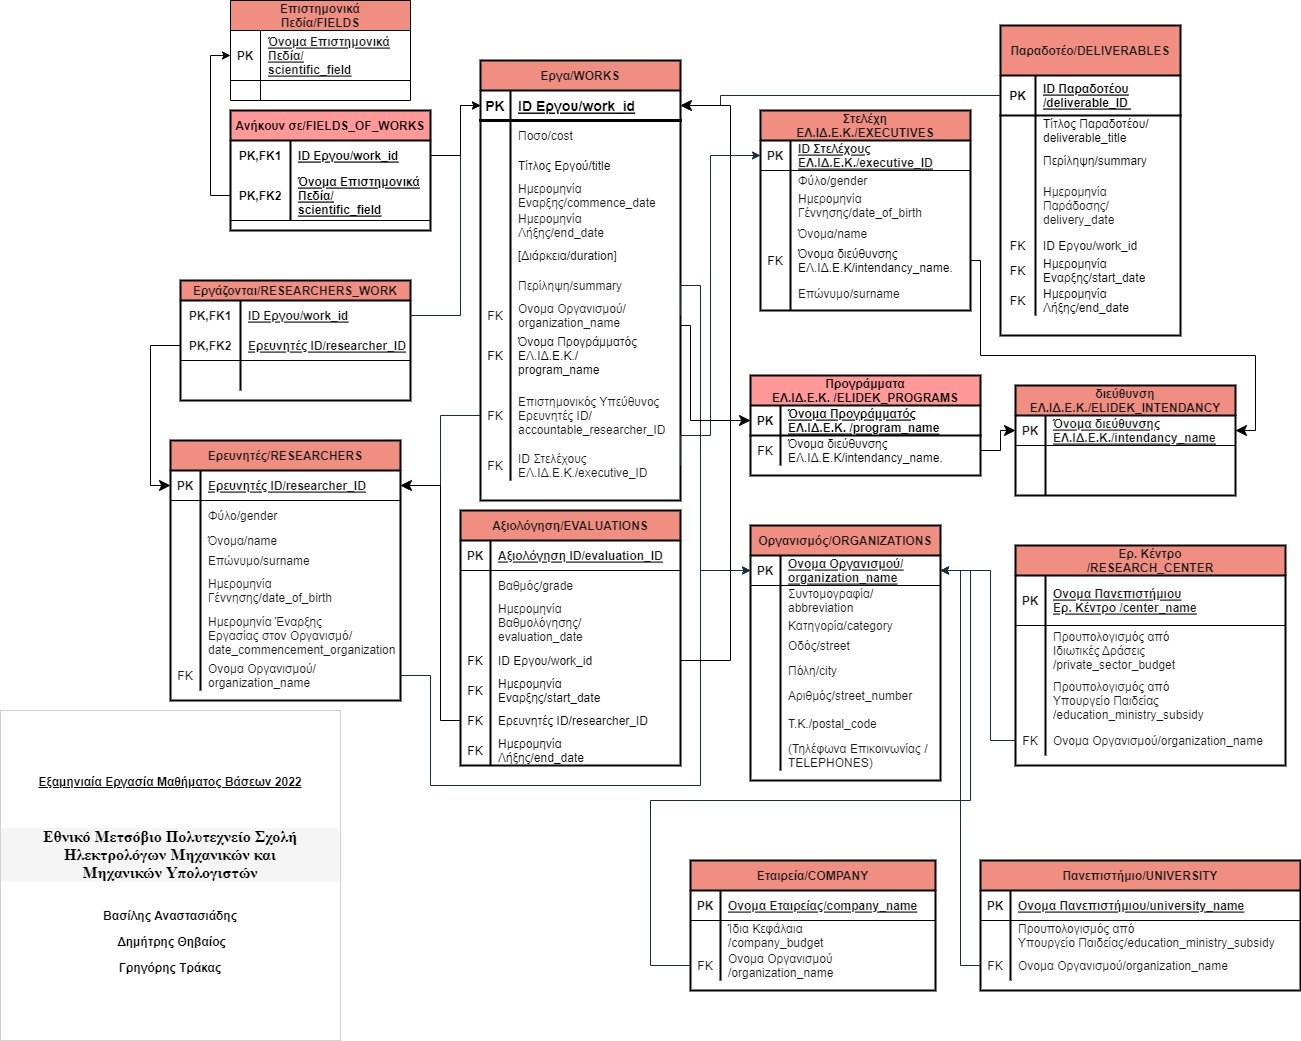 Επιστημονικά
Πεδία/FIELDS
PK
Όνομα Επιστημονικά
Πεδία/
scientific_field
Ανήκουν σε/FIELDS_OF_WORKS
PK,FK1
ID Εργου/work_id
PK,FK2
Όνομα Επιστημονικά
Πεδία/
scientific_field
Εργάζονται/RESEARCHERS_WORK
PK,FK1
ID Εργου/work_id
PK,FK2
Ερευνητές ID/researcher_ID
Ερευνητές/RESEARCHERS
PK
Ερευνητές ID/researcher_ID
Φύλο/gender
Όνομα/name
Επώνυμο/surname
Ημερομηνία
Γέννησης/date_of_birth
Ημερομηνία Έναρξης
Εργασίας στον Οργανισμό/
date_commencement_organization
FK
Ονομα Οργανισμού/
organization_name
Εργα/WORKS
PK
ID Εργου/work_id
Ποσο/cost
Τίτλος Εργού/title
Ημερομηνία
Εναρξης/commence_date
Ημερομηνία
Λήξης/end_date
[Διάρκεια/duration]
Περίληψη/summary
FK
Ονομα Οργανισμού/
organization_name
FK
Όνομα Προγράμματός
ΕΛ.ΙΔ.Ε.Κ./
program_name
FK
Επιστημονικός Υπεύθυνος
Ερευνητές ID/
accountable_researcher_ID
FK
ID Στελέχους
ΕΛ.ΙΔ.Ε.Κ./executive_ID
Αξιολόγηση/EVALUATIONS
PK
Αξιολόγηση ID/evaluation_ID
Βαθμός/grade
Ημερομηνία
Βαθμολόγησης/
evaluation_date
FK
ID Εργου/work_id
FK
Ημερομηνία
Εναρξης/start_date
FK
Ερευνητές ID/researcher_ID
FK
Ημερομηνία
Λήξης/end_date
Στελέχη
ΕΛ.ΙΔ.Ε.Κ./EXECUTIVES
PK
ID Στελέχους
ΕΛ.ΙΔ.Ε.Κ./executive_ID
Φύλο/gender
Ημερομηνία
Γέννησης/date_of_birth
Όνομα/name
FK
Όνομα διεύθυνσης
ΕΛ.ΙΔ.Ε.Κ/intendancy_name.
Επώνυμο/surname
Παραδοτέο/DELIVERABLES
PK
ID Παραδοτέου
/deliverable_ID
Τίτλος Παραδοτέου/
deliverable_title
Περίληψη/summary
Ημερομηνία
Παράδοσης/
delivery_date
FK
ID Εργου/work_id
FK
Ημερομηνία
Εναρξης/start_date
FK
Ημερομηνία
Λήξης/end_date
Προγράμματα
ΕΛ.ΙΔ.Ε.Κ. /ELIDEK_PROGRAMS
PK
Όνομα Προγράμματός
ΕΛ.ΙΔ.Ε.Κ. /program_name
FK
Όνομα διεύθυνσης
ΕΛ.ΙΔ.Ε.Κ/intendancy_name.
διεύθυνση
ΕΛ.ΙΔ.Ε.Κ./ELIDEK_INTENDANCY
PK
Όνομα διεύθυνσης
ΕΛ.ΙΔ.Ε.Κ./intendancy_name
Οργανισμός/ORGANIZATIONS
PK
Ονομα Οργανισμού/
organization_name
Συντομογραφία/
abbreviation
Κατηγορία/category
Οδός/street
Πόλη/city
Αριθμός/street_number
Τ.Κ./postal_code
(Τηλέφωνα Επικοινωνίας /
TELEPHONES)
Ερ. Κέντρο
/RESEARCH_CENTER
PK
Ονομα Πανεπιστήμιου
Ερ. Κέντρο /center_name
Προυπολογισμός από
Ιδιωτικές Δράσεις
/private_sector_budget
Προυπολογισμός από
Υπουργείο Παιδείας
/education_ministry_subsidy
FK
Ονομα Οργανισμού/organization_name
Εταιρεία/COMPANY
PK
Ονομα Εταιρείας/company_name
Ίδια Κεφάλαια
/company_budget
FK
Ονομα Οργανισμού
/organization_name
Πανεπιστήμιο/UNIVERSITY
PK
Ονομα Πανεπιστήμιου/university_name
Προυπολογισμός από
Υπουργείο Παιδείας/education_ministry_subsidy
FK
Ονομα Οργανισμού/organization_name
Εξαμηνιαία Εργασία Μαθήματος Βάσεων 2022
Εθνικό Μετσόβιο Πολυτεχνείο Σχολή
Ηλεκτρολόγων Μηχανικών και
Μηχανικών Υπολογιστών
Βασίλης Αναστασιάδης
Δημήτρης Θηβαίος
Γρηγόρης Τράκας